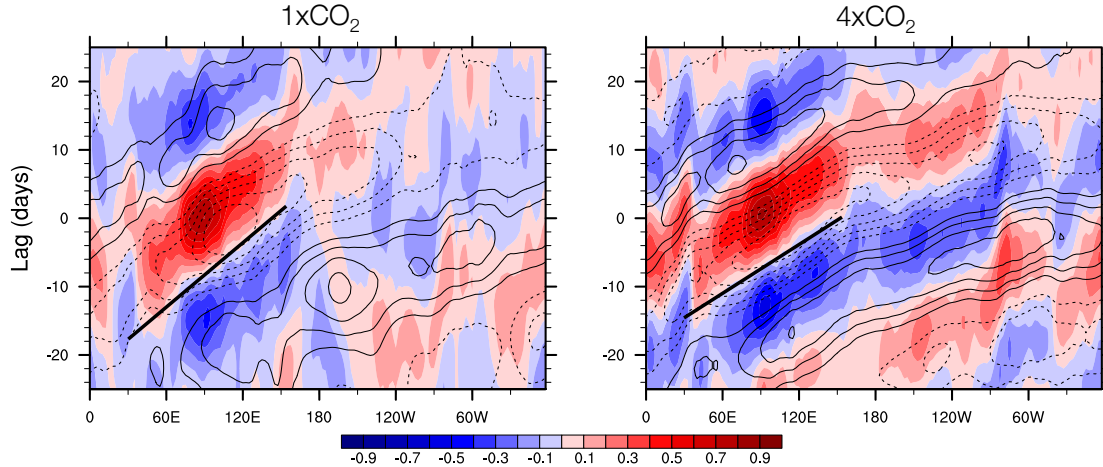 1xCO₂ 4xCO₂
Lag (days)
20 20
10 10
0 0
-10 -10
-20 -20
0 60E 120E 180 120W 60W 0 60E 120E 180 120W 60W
-0.9 -0.7 -0.5 -0.3 -0.1 0.1 0.3 0.5 0.7 0.9